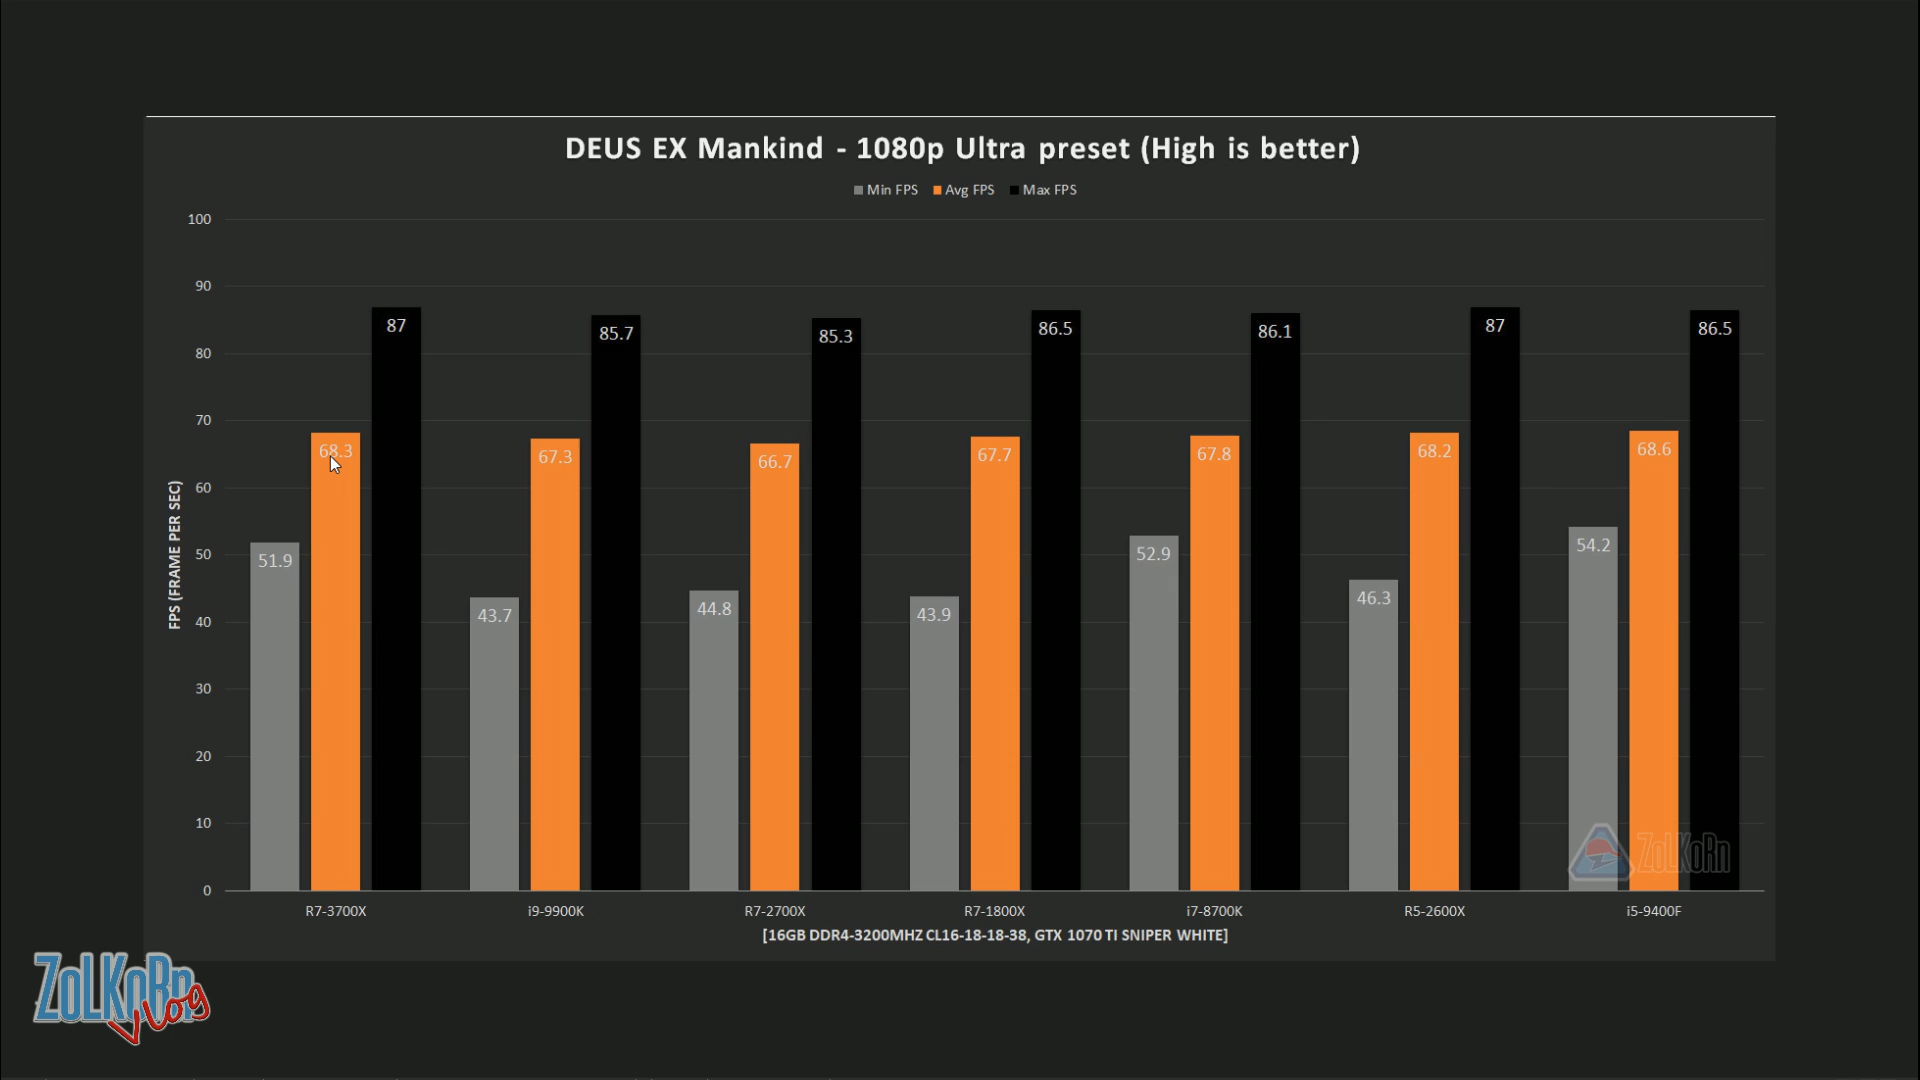 DEUS EX Mankind - 1080p Ultra preset (High is better)
Min FPS Avg FPS Max FPS
100
90
80
70
60
50
40
30
20
10
0
FPS (FRAME PER SEC)
51.9 68.3 87
43.7 67.3 85.7
44.8 66.7 85.3
43.9 67.7 86.5
52.9 67.8 86.1
46.3 68.2 87
54.2 68.6 86.5
R7-3700X i9-9900K R7-2700X R7-1800X i7-8700K R5-2600X i5-9400F
[16GB DDR4-3200MHZ CL16-18-18-38, GTX 1070 TI SNIPER WHITE]
ZoLKoRn
ZoLKoRn
Vlog